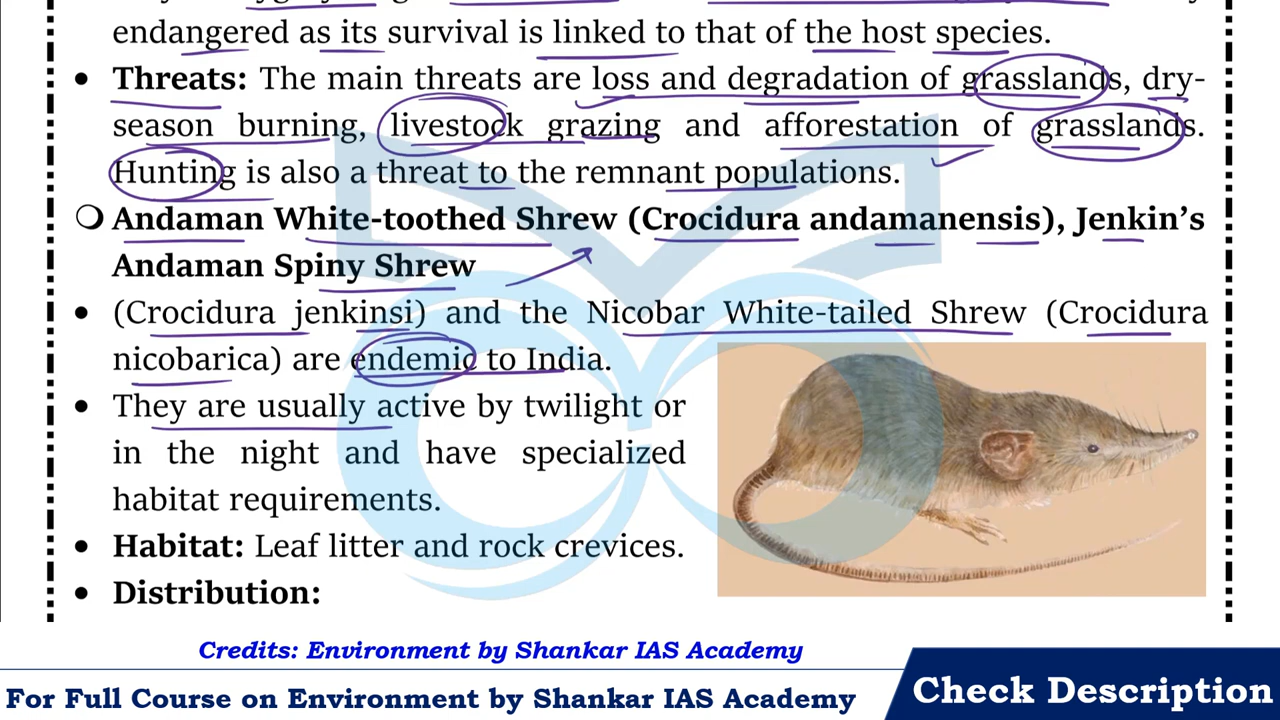 endangered as its survival is linked to that of the host species.
• Threats: The main threats are loss and degradation of grasslands, dry-
season burning, livestock grazing and afforestation of grasslands.
Hunting is also a threat to the remnant populations.
❍ Andaman White-toothed Shrew (Crocidura andamanensis), Jenkin's
Andaman Spiny Shrew
• (Crocidura jenkinsi) and the Nicobar White-tailed Shrew (Crocidura
nicobarica) are endemic to India.
• They are usually active by twilight or
in the night and have specialized
habitat requirements.
• Habitat: Leaf litter and rock crevices.
• Distribution:
Credits: Environment by Shankar IAS Academy
For Full Course on Environment by Shankar IAS Academy
Check Description